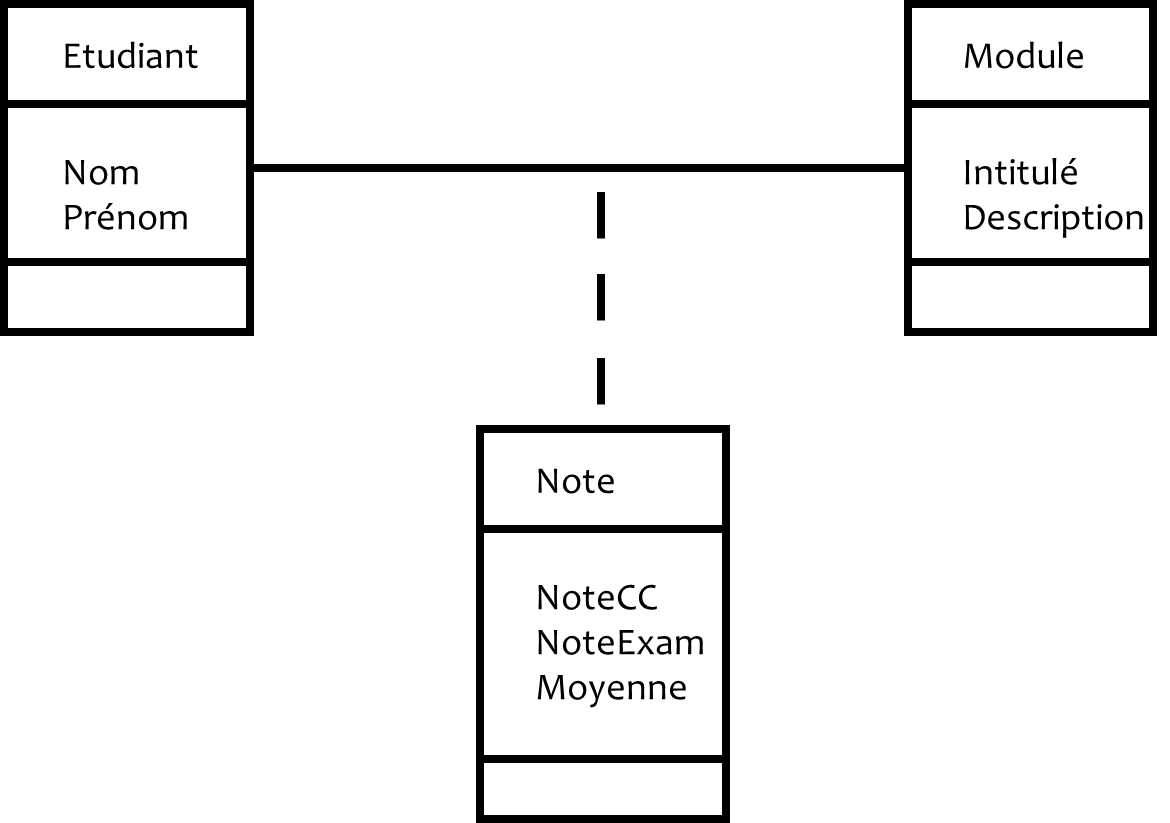 Etudiant
Nom
Prénom
Module
Intitulé
Description
Note
NoteCC
NoteExam
Moyenne